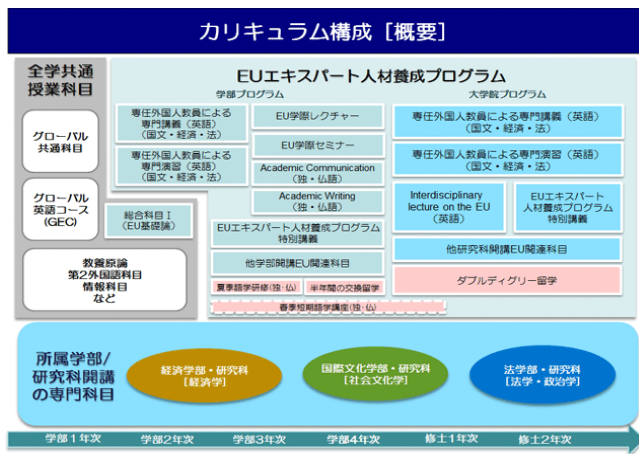 カリキュラム構成［概要］
全学共通
授業科目
グローバル
共通科目
グローバル
英語コース
(GEC)
総合科目Ⅰ
(EU基礎論)
教養原論
第2外国語科目
情報科目
など
EUエキスパート人材養成プログラム
学部プログラム
専任外国人教員による
専門講義（英語）
（国文・経済・法）
専任外国人教員による
専門演習（英語）
（国文・経済・法）
EU学際レクチャー
EU学際セミナー
Academic Communication
（独・仏語）
Academic Writing
（独・仏語）
EUエキスパート人材養成プログラム
特別講義
他学部開講EU関連科目
夏季語学研修(独・仏)
半年間の交換留学
春季短期語学講座(独・仏)
大学院プログラム
専任外国人教員による専門講義（英語）
（国文・経済・法）
専任外国人教員による専門演習（英語）
（国文・経済・法）
Interdisciplinary
lecture on the EU
（英語）
EUエキスパート
人材養成プログラム
特別講義
他研究科開講EU関連科目
ダブルディグリー留学
所属学部/
研究科開講
の専門科目
経済学部・研究科
［経済学］
国際文化学部・研究科
［社会文化学］
法学部・研究科
［法学・政治学］
学部１年次
学部2年次
学部3年次
学部4年次
修士1年次
修士2年次